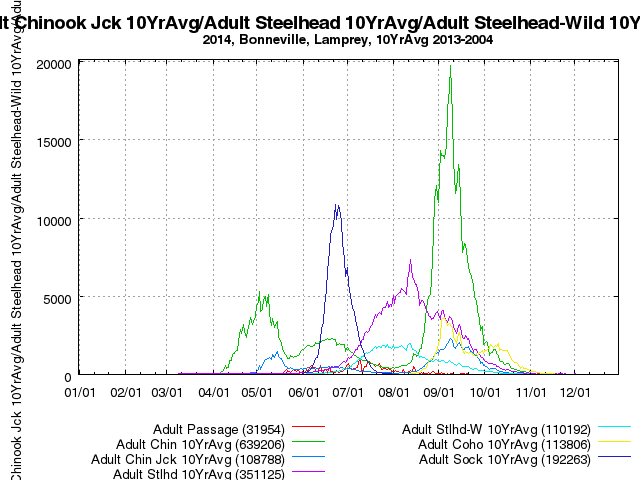 lt Chinook Jck 10YrAvg/Adult Steelhead 10YrAvg/Adult Steelhead-Wild 10Y
2014, Bonneville, Lamprey, 10YrAvg 2013-2004
Chinook Jck 10YrAvg/Adult Steelhead 10YrAvg/Adult Steelhead-Wild 10YrAvg/Adul
20000
15000
10000
5000
0
01/01 02/01 03/01 04/01 05/01 06/01 07/01 08/01 09/01 10/01 11/01 12/01
Adult Passage (31954)
Adult Chin 10YrAvg (639206)
Adult Chin Jck 10YrAvg (108788)
Adult Stlhd 10YrAvg (351125)
Adult Stlhd-W 10YrAvg (110192)
Adult Coho 10YrAvg (113806)
Adult Sock 10YrAvg (192263)